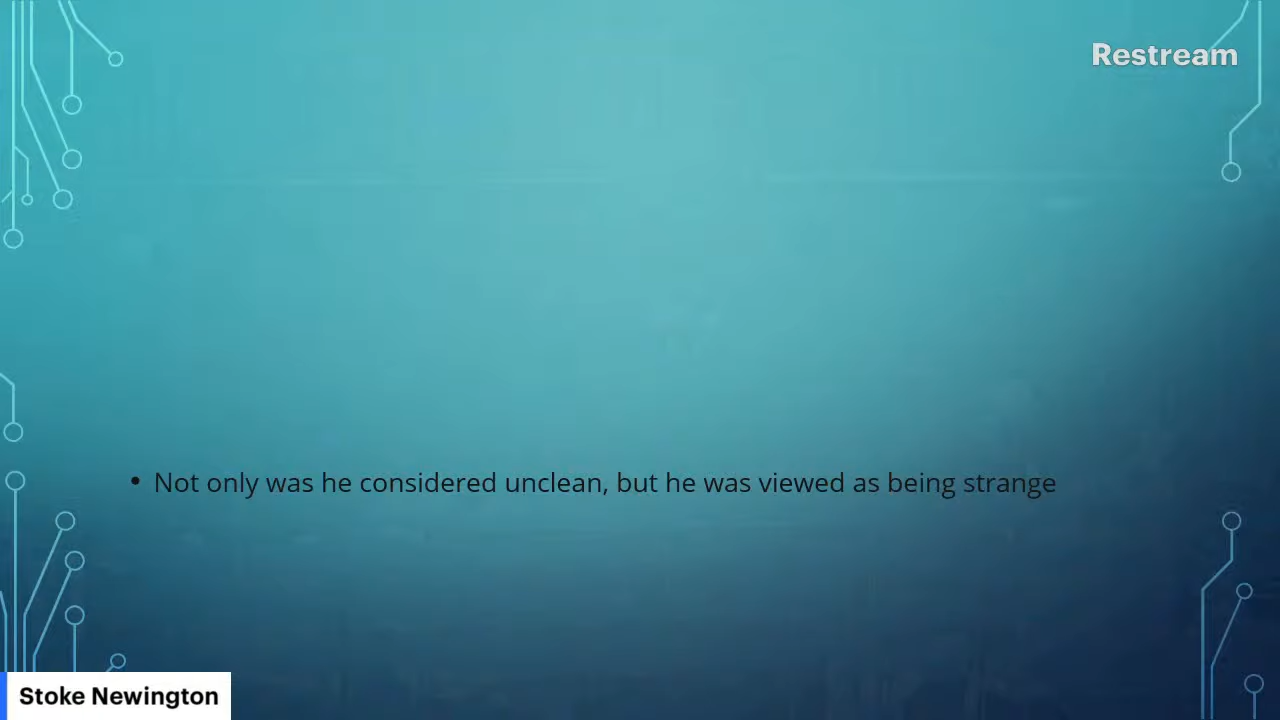 Restream
• Not only was he considered unclean, but he was viewed as being strange
Stoke Newington